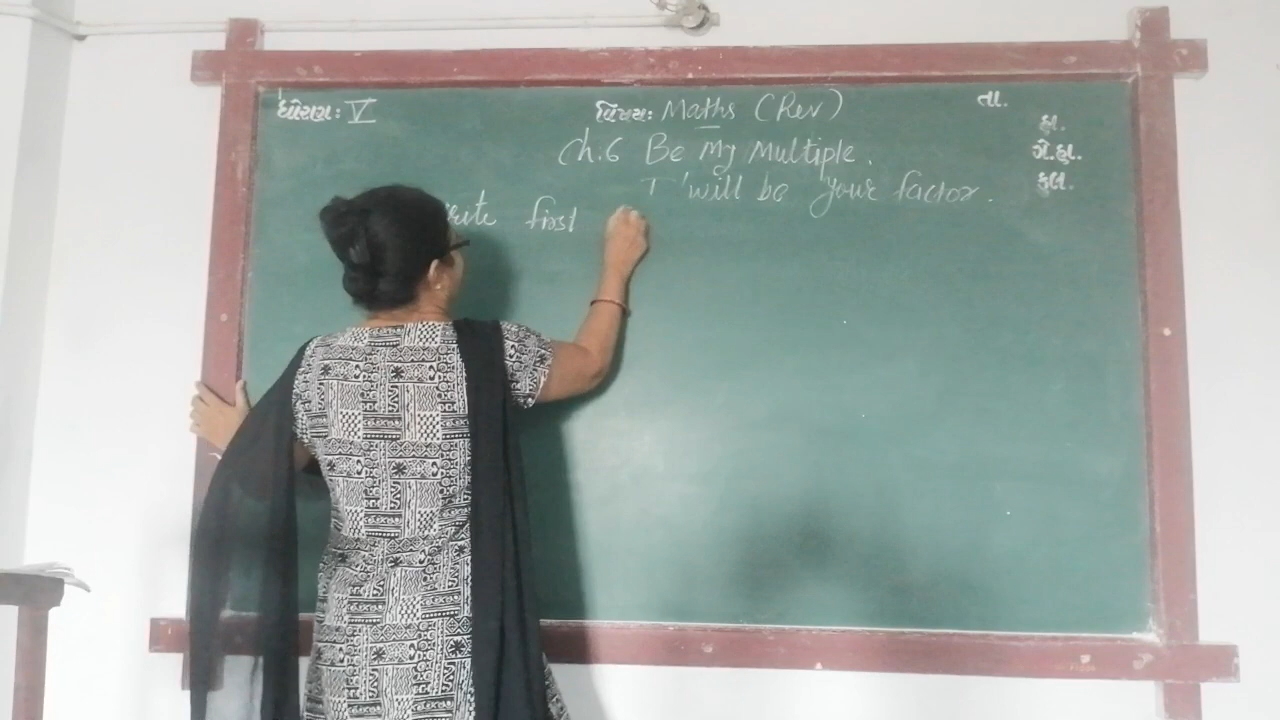 ધોરણ: V વિષય: Maths (Rev) તા.
હા.
Ch.6 Be My Multiple. ગે.હા.
I'will be Your factor. કુલ.
first